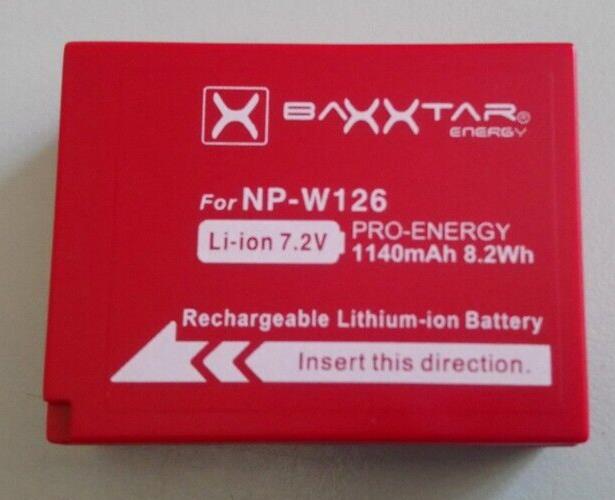 BAXXTAR®
ENERGY
For NP-W126
Li-ion 7.2V
PRO-ENERGY
1140mAh 8.2Wh
Rechargeable Lithium-ion Battery
Insert this direction.